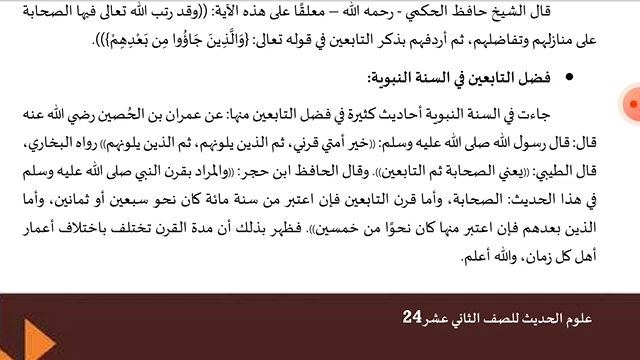 قال الشيخ حافظ الحكمي - رحمه الله – معلقًا على هذه الآية: ((وقد رتب الله تعالى فيها الصحابة
على منازلهم وتفاضلهم، ثم أردفهم بذكر التابعين في قوله تعالى: {وَالَّذِينَ جَاؤُوا مِن بَعْدِهِمْ})).
• فضل التابعين في السنة النبوية:
جاءت في السنة النبوية أحاديث كثيرة في فضل التابعين منها: عن عمران بن الحُصين رضي الله عنه
قال: قال رسول الله صلى الله عليه وسلم: ((خير أمتي قرني، ثم الذين يلونهم، ثم الذين يلونهم)) رواه البخاري،
قال الطيبي: ((يعني الصحابة ثم التابعين)). وقال الحافظ ابن حجر: ((والمراد بقرن النبي صلى الله عليه وسلم
في هذا الحديث: الصحابة، وأما قرن التابعين فإن اعتبر من سنة مائة كان نحو سبعين أو ثمانين، وأما
الذين بعدهم فإن اعتبر منها كان نحوًا من خمسين)). فظهر بذلك أن مدة القرن تختلف باختلاف أعمار
أهل كل زمان، والله أعلم.
علوم الحديث للصف الثاني عشر 24